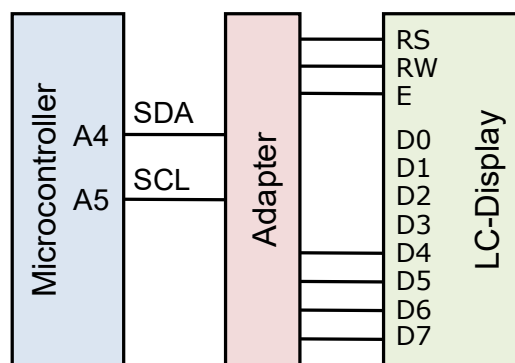 Microcontroller
A4
A5
SDA
SCL
Adapter
RS
RW
E
D0
D1
D2
D3
D4
D5
D6
D7
LC-Display